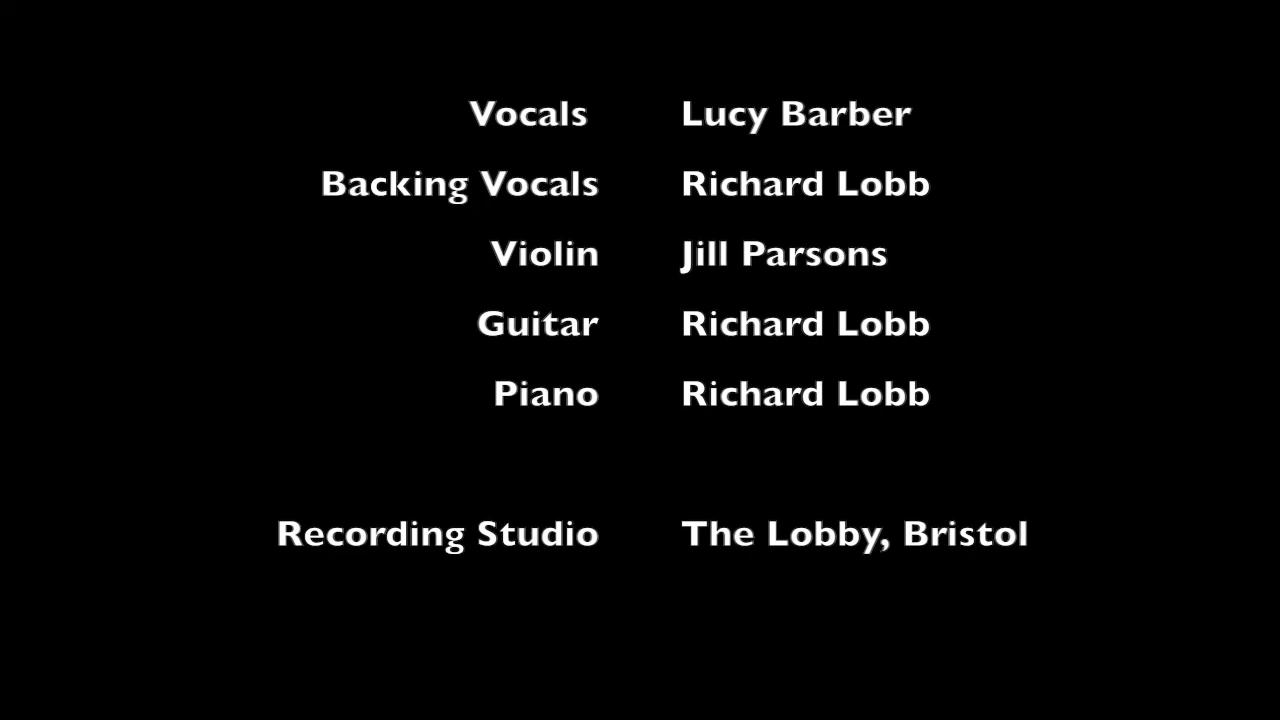 Vocals Lucy Barber
Backing Vocals Richard Lobb
Violin Jill Parsons
Guitar Richard Lobb
Piano Richard Lobb
Recording Studio The Lobby, Bristol